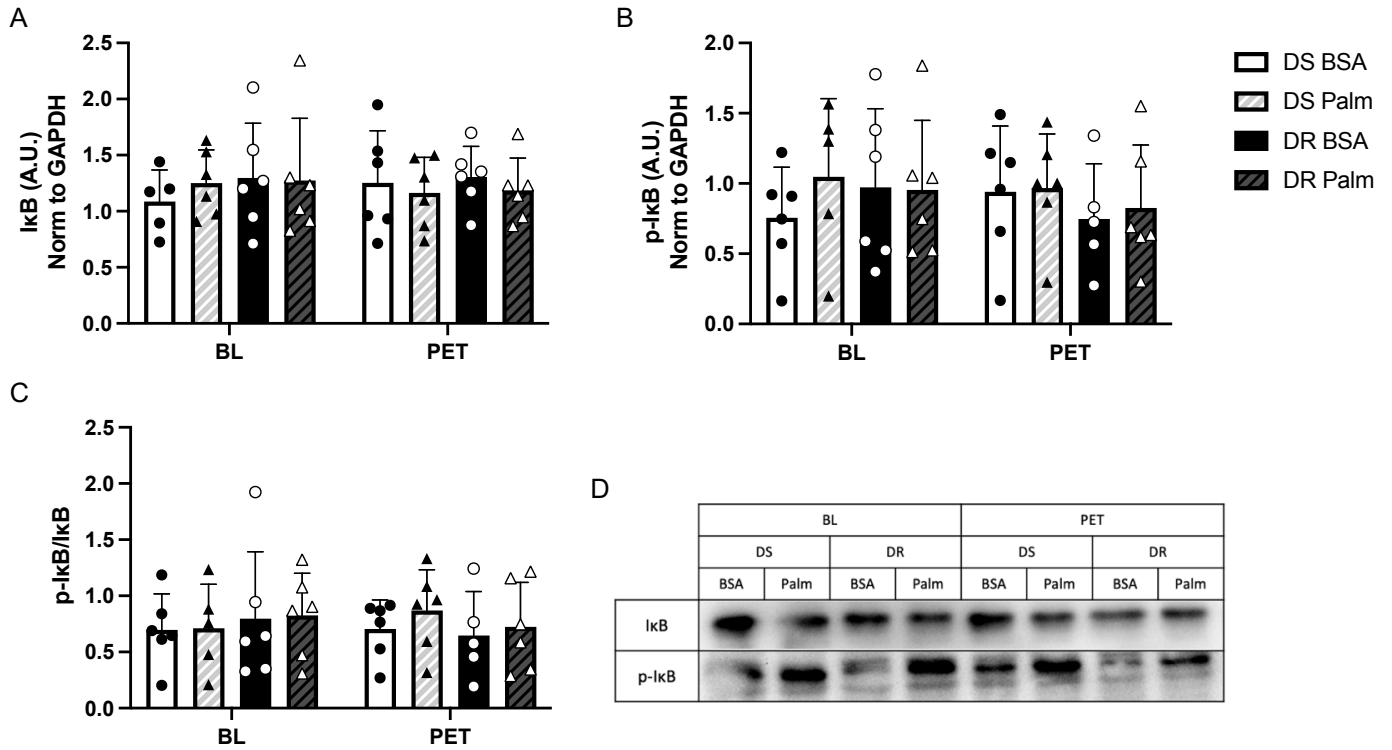 A
IκB (A.U.)
Norm to GAPDH
2.5
2.0
1.5
1.0
0.5
0.0
BL PET
B
p-IκB (A.U.)
Norm to GAPDH
2.0
1.5
1.0
0.5
0.0
BL PET
DS BSA
DS Palm
DR BSA
DR Palm
C
p-IκB/IκB
2.5
2.0
1.5
1.0
0.5
0.0
BL PET
D
BL PET
DS DR DS DR
BSA Palm BSA Palm BSA Palm BSA Palm
IκB
p-IκB